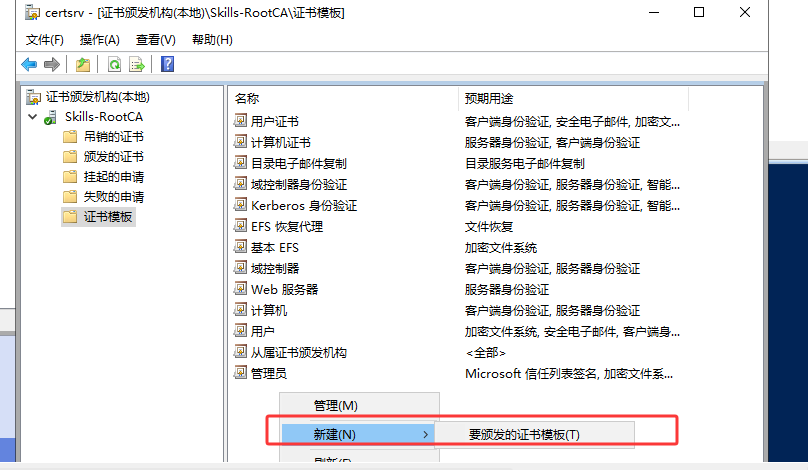 certsrv - [证书颁发机构(本地)\Skills-RootCA\证书模板]
文件(F) 操作(A) 查看(V) 帮助(H)
证书颁发机构(本地)
Skills-RootCA
吊销的证书
颁发的证书
挂起的申请
失败的申请
证书模板
名称 预期用途
用户证书 客户端身份验证, 安全电子邮件, 加密文...
计算机证书 服务器身份验证, 客户端身份验证
目录电子邮件复制 目录服务电子邮件复制
域控制器身份验证 客户端身份验证, 服务器身份验证, 智能...
Kerberos 身份验证 客户端身份验证, 服务器身份验证, 智能...
EFS 恢复代理 文件恢复
基本 EFS 加密文件系统
域控制器 客户端身份验证, 服务器身份验证
Web 服务器 服务器身份验证
计算机 客户端身份验证, 服务器身份验证
用户 加密文件系统, 安全电子邮件, 客户端身...
从属证书颁发机构 <全部>
管理员 Microsoft 信任列表签名, 加密文件系...
管理(M)
新建(N) 要颁发的证书模板(T)
刷新(F)